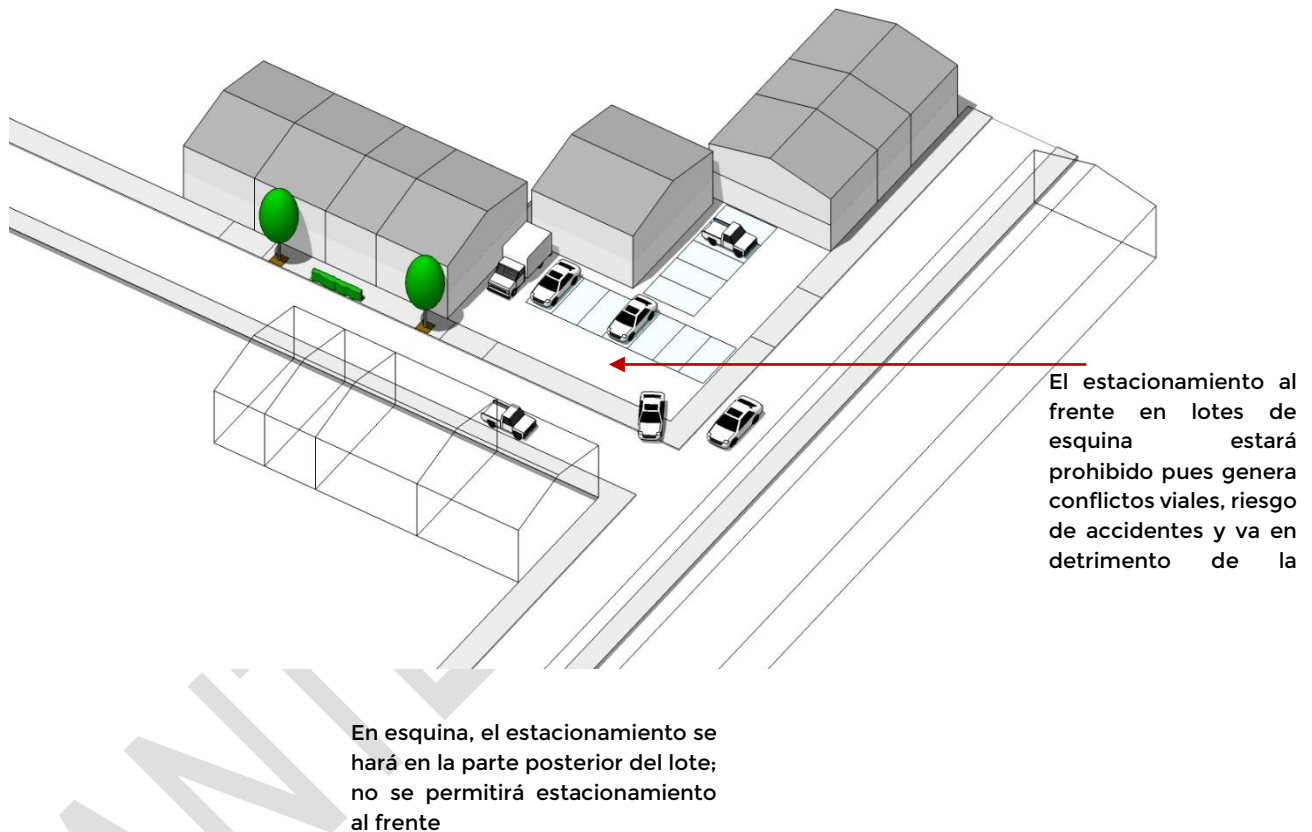 El estacionamiento al
frente en lotes de
esquina estará
prohibido pues genera
conflictos viales, riesgo
de accidentes y va en
detrimento de la
En esquina, el estacionamiento se
hará en la parte posterior del lote;
no se permitirá estacionamiento
al frente